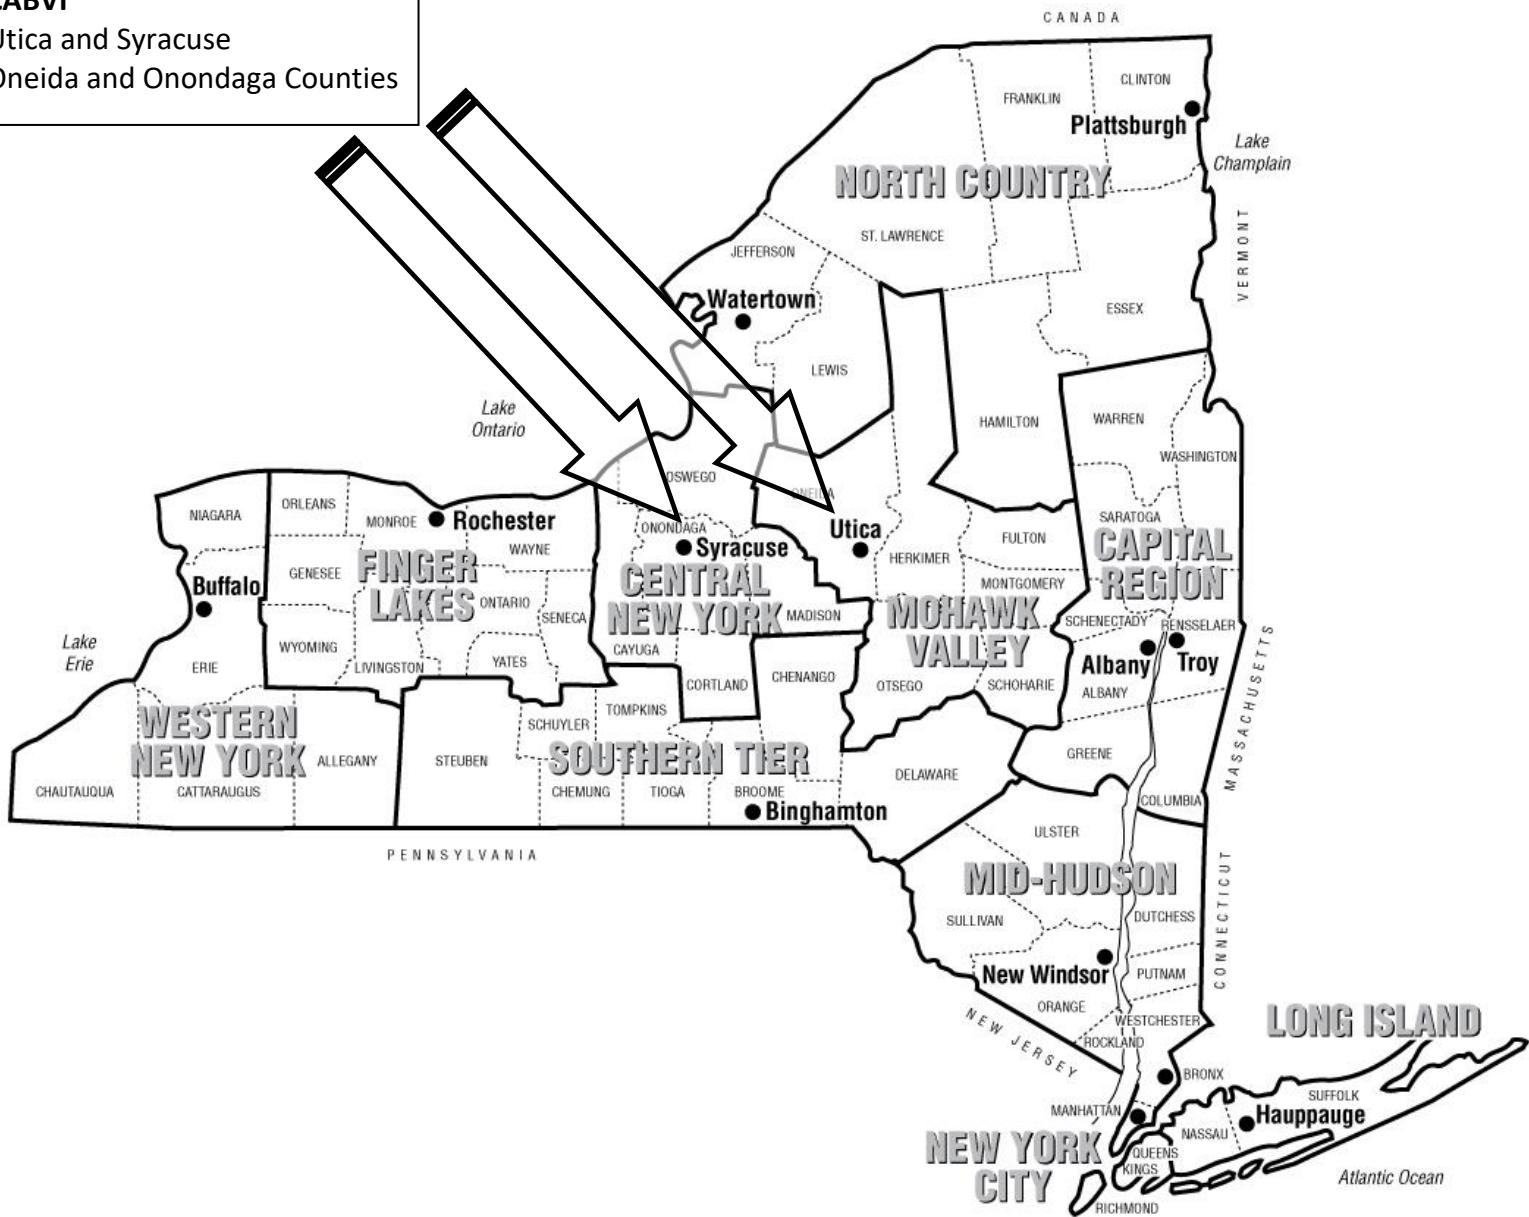 CABVI
Utica and Syracuse
Oneida and Onondaga Counties
CANADA
CLINTON
FRANKLIN
Plattsburgh
Lake
Champlain
NORTH COUNTRY
VERMONT
ST. LAWRENCE
JEFFERSON
Watertown
ESSEX
LEWIS
Lake
Ontario
HAMILTON
WARREN
WASHINGTON
OSWEGO
ONEIDA
NIAGARA
ORLEANS
MONROE
Rochester
WAYNE
ONONDAGA
Syracuse
Utica
HERKIMER
FULTON
SARATOGA
CAPITAL
REGION
GENESEE
FINGER
LAKES
ONTARIO
SENECA
CENTRAL
NEW YORK
MADISON
MONTGOMERY
MOHAWK
VALLEY
SCHENECTADY
RENSSELAER
Buffalo
Lake
Erie
ERIE
WYOMING
LIVINGSTON
YATES
CAYUGA
CORTLAND
CHENANGO
OTSEGO
SCHOHARIE
Albany
Troy
ALBANY
MASSACHUSETTS
WESTERN
NEW YORK
ALLEGANY
STEUBEN
SCHUYLER
TOMPKINS
SOUTHERN TIER
DELAWARE
GREENE
CHAUTAUQUA
CATTARAUGUS
CHEMUNG
TIOGA
BROOME
Binghamton
COLUMBIA
PENNSYLVANIA
ULSTER
MID-HUDSON
CONNECTICUT
SULLIVAN
DUTCHESS
New Windsor
PUTNAM
ORANGE
NEW JERSEY
WESTCHESTER
ROCKLAND
LONG ISLAND
BRONX
MANHATTAN
SUFFOLK
Hauppauge
NASSAU
NEW YORK
CITY
QUEENS
KINGS
RICHMOND
Atlantic Ocean